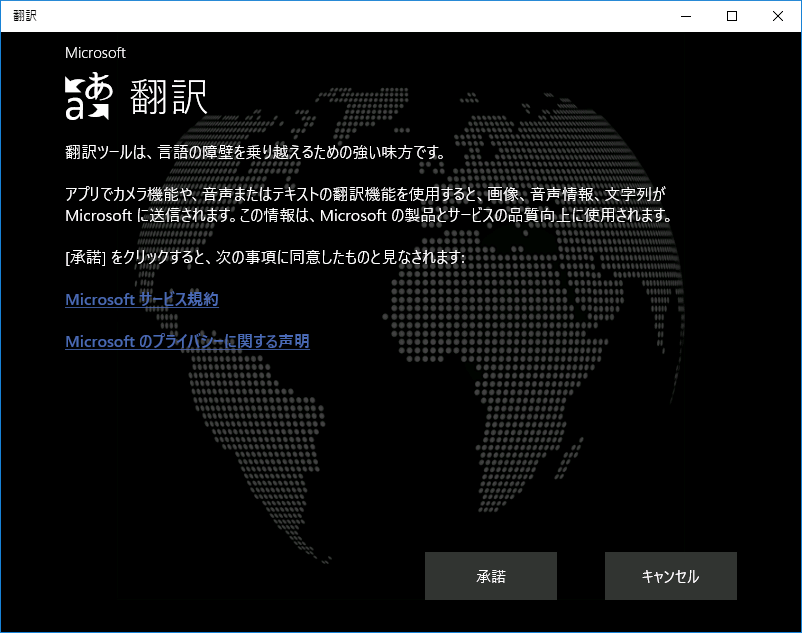 翻訳
Microsoft
あ
a
翻訳
翻訳ツールは、言語の障壁を乗り越えるための強い味方です。
アプリでカメラ機能や、音声またはテキストの翻訳機能を使用すると、画像、音声情報、文字列が
Microsoft に送信されます。この情報は、Microsoft の製品とサービスの品質向上に使用されます。
[承諾] をクリックすると、次の事項に同意したものと見なされます:
Microsoft サービス規約
Microsoft のプライバシーに関する声明
承諾
キャンセル